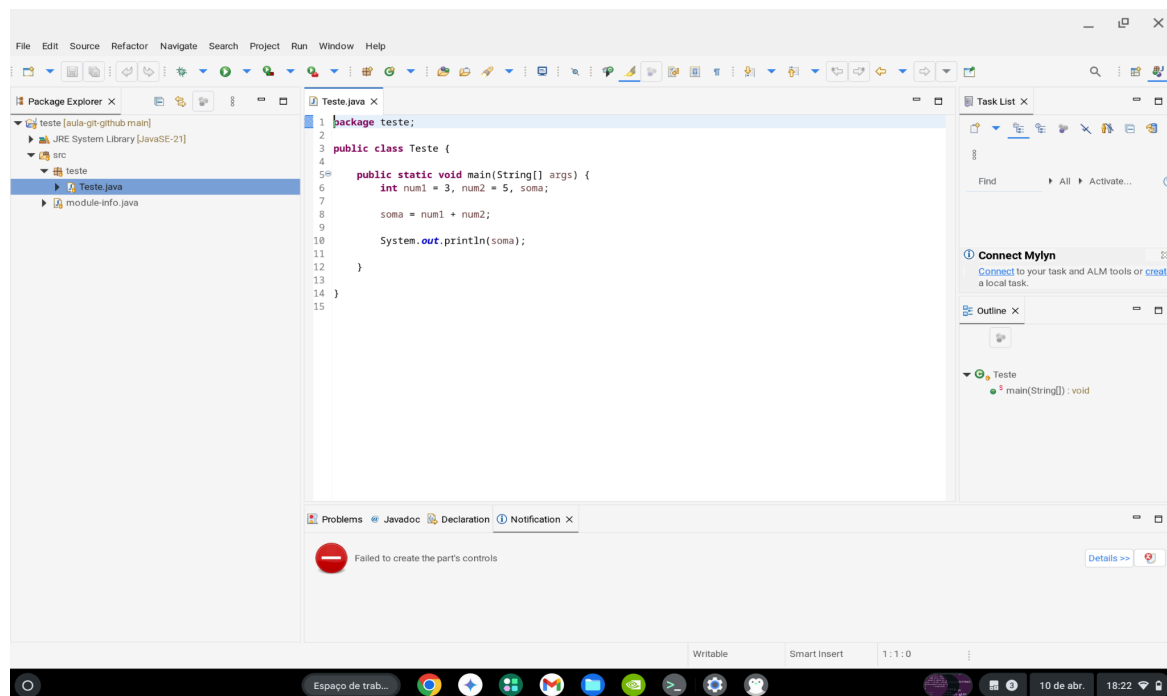 File Edit Source Refactor Navigate Search Project Run Window Help
Package Explorer
teste [aula-git-github main]
JRE System Library [JavaSE-21]
src
teste
Teste.java
module-info.java
Teste.java
1 package teste;
2
3 public class Teste {
4
5 public static void main(String[] args) {
6 int num1 = 3, num2 = 5, soma;
7
8 soma = num1 + num2;
9
10 System.out.println(soma);
11
12 }
13
14 }
15
Task List
Find All Activate...
Connect Mylyn
Connect to your task and ALM tools or creat
a local task.
Outline
Teste
main(String[]) : void
Problems Javadoc Declaration Notification
Failed to create the part's controls
Details >>
Writable Smart Insert 1 : 1 : 0
Espaço de trab... 3 10 de abr. 18:22